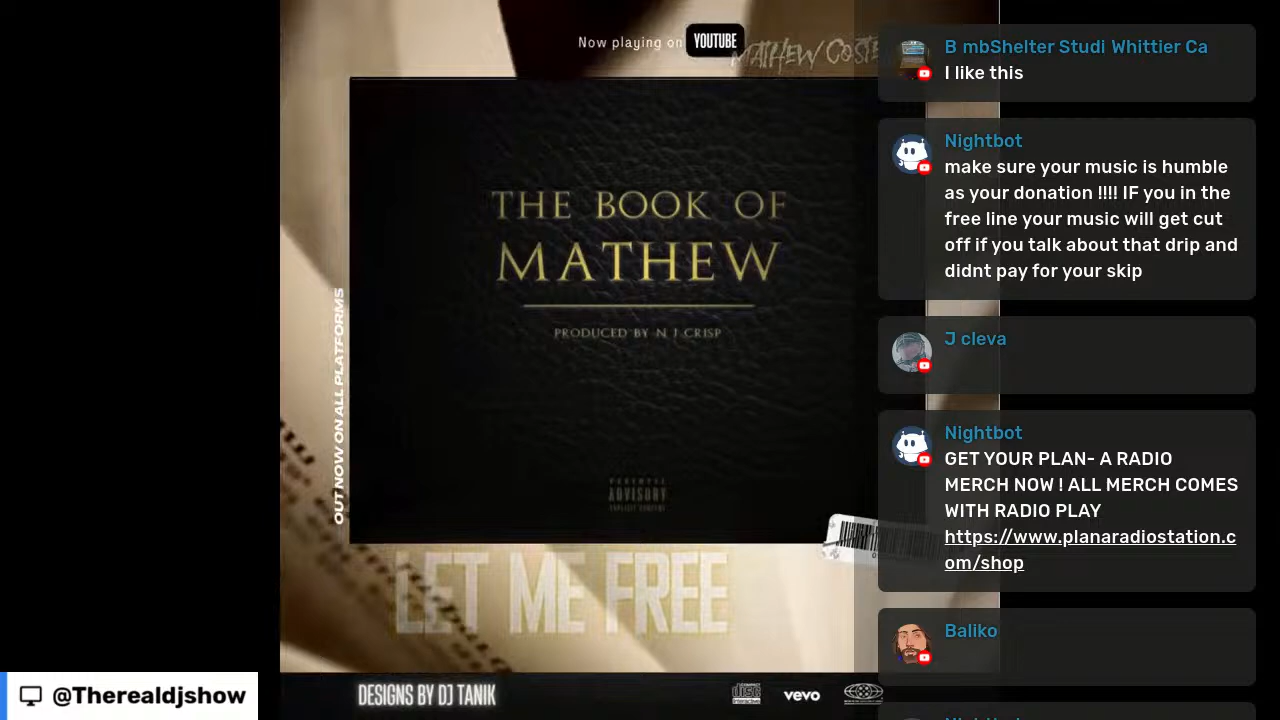 Now playing on YOUTUBE
THE BOOK OF
MATHEW
PRODUCED BY N J CRISP
ADVISORY
OUT NOW ON ALL PLATFORMS
LET ME FREE
DESIGNS BY DJ TANIK
vevo
@Therealdjshow
B mbShelter Studi Whittier Ca
I like this
Nightbot
make sure your music is humble
as your donation !!!! IF you in the
free line your music will get cut
off if you talk about that drip and
didnt pay for your skip
J cleva
Nightbot
GET YOUR PLAN- A RADIO
MERCH NOW ! ALL MERCH COMES
WITH RADIO PLAY
https://www.planaradiostation.c
om/shop
Baliko